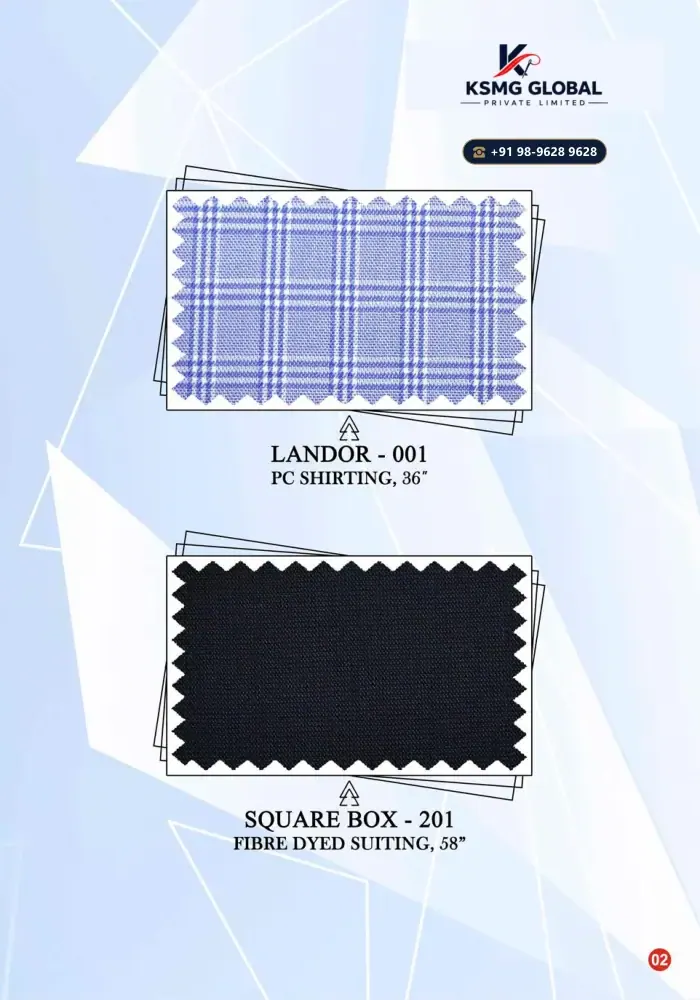 KSMG GLOBAL
PRIVATE LIMITED
+91 98-9628 9628
LANDOR - 001
PC SHIRTING, 36"
SQUARE BOX - 201
FIBRE DYED SUITING, 58”
02